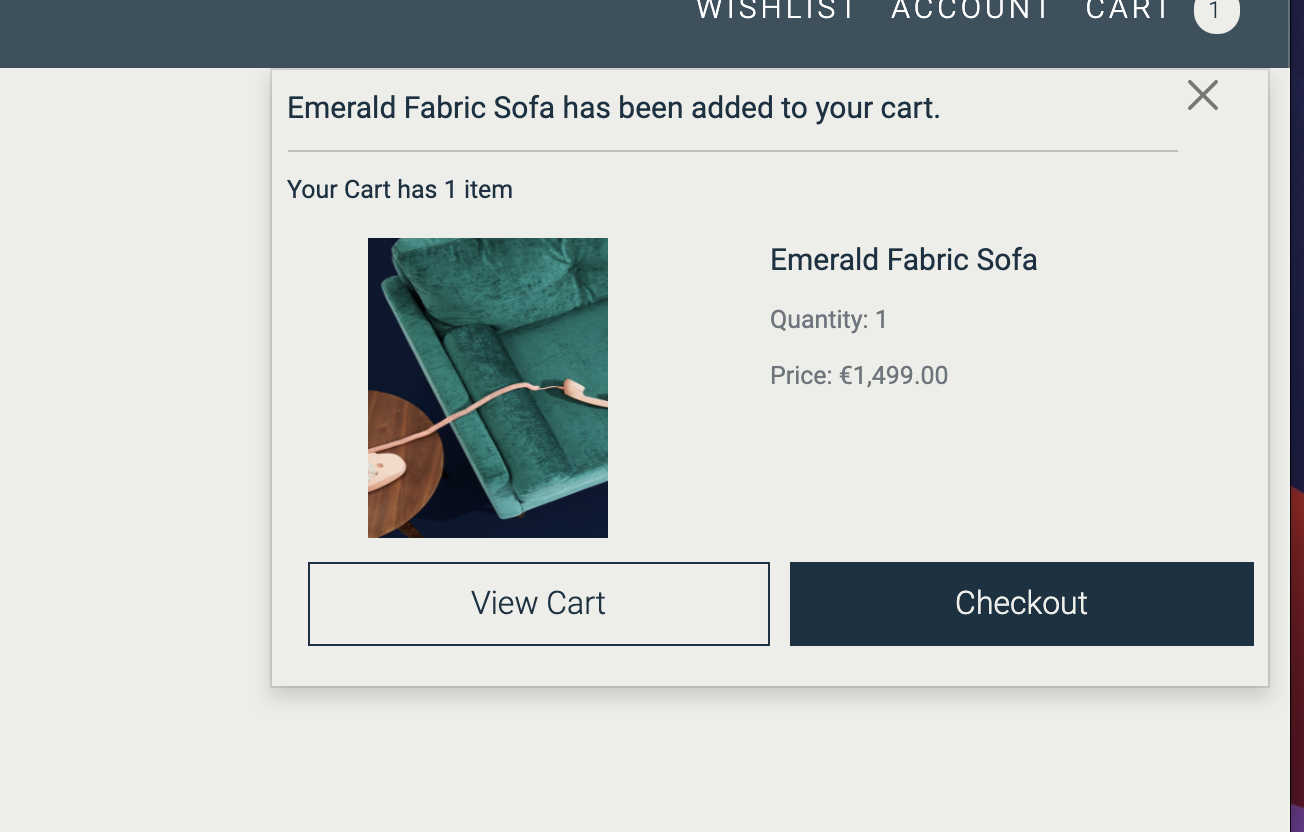 WISHLIST ACCOUNT CART 1
Emerald Fabric Sofa has been added to your cart.
Your Cart has 1 item
Emerald Fabric Sofa
Quantity: 1
Price: €1,499.00
View Cart
Checkout